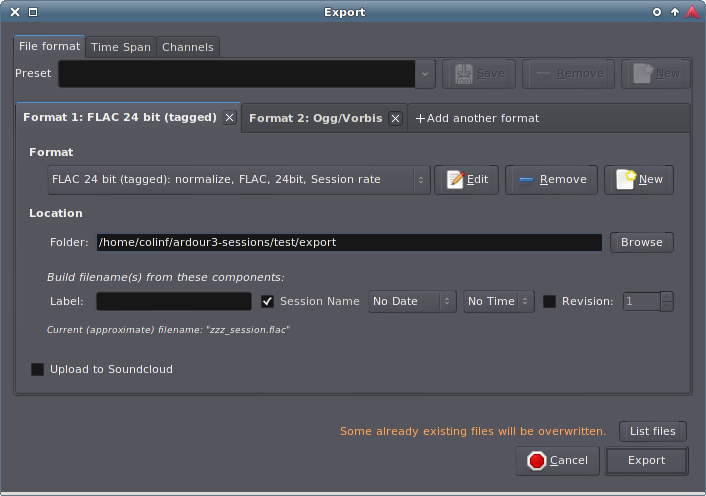 Export
File format Time Span Channels
Preset Save Remove New
Format 1: FLAC 24 bit (tagged) Format 2: Ogg/Vorbis +Add another format
Format
FLAC 24 bit (tagged): normalize, FLAC, 24bit, Session rate Edit Remove New
Location
Folder: /home/colinf/ardour3-sessions/test/export Browse
Build filename(s) from these components:
Label: Session Name No Date No Time Revision: 1
Current (approximate) filename: "zzz_session.flac"
Upload to Soundcloud
Some already existing files will be overwritten. List files
Cancel Export